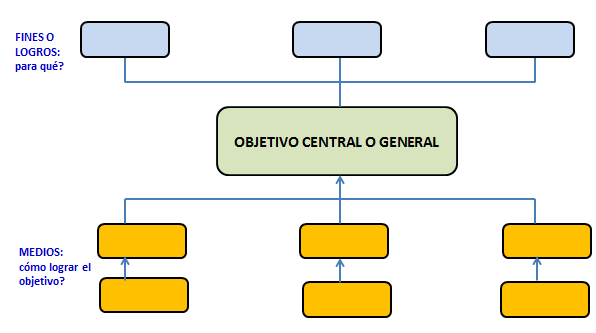 FINES O
LOGROS:
para qué?
OBJETIVO CENTRAL O GENERAL
MEDIOS:
cómo lograr el
objetivo?